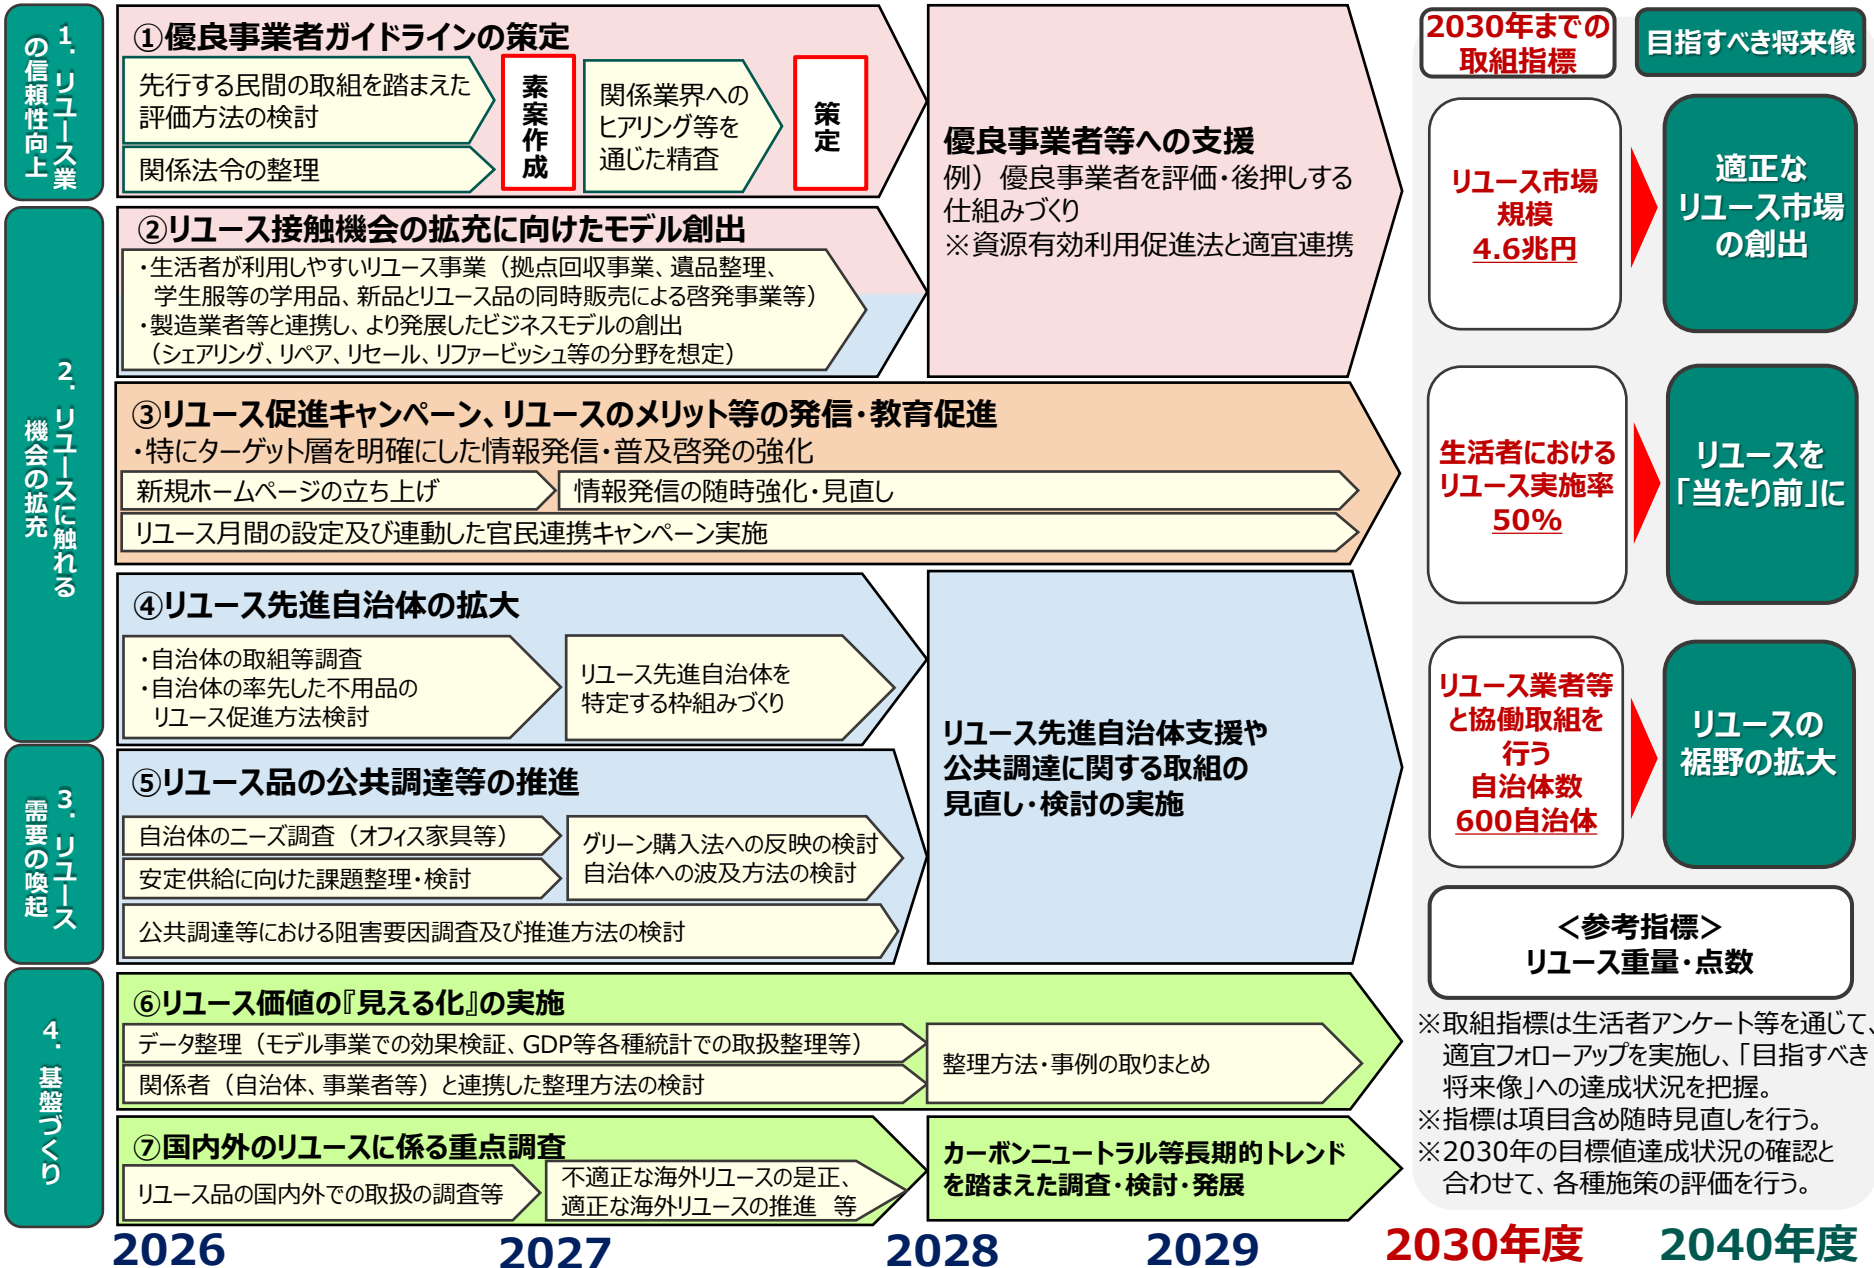 1．リユース業
の信頼性向上
①優良事業者ガイドラインの策定
先行する民間の取組を踏まえた
評価方法の検討
関係法令の整理
素案作成
関係業界への
ヒアリング等を
通じた精査
策定
優良事業者等への支援
例）優良事業者を評価・後押しする
仕組みづくり
※資源有効利用促進法と適宜連携
2．リユースに触れる
機会の拡充
②リユース接触機会の拡充に向けたモデル創出
・生活者が利用しやすいリユース事業（拠点回収事業、遺品整理、
学生服等の学用品、新品とリユース品の同時販売による啓発事業等）
・製造業者等と連携し、より発展したビジネスモデルの創出
（シェアリング、リペア、リセール、リファービッシュ等の分野を想定）
③リユース促進キャンペーン、リユースのメリット等の発信・教育促進
・特にターゲット層を明確にした情報発信・普及啓発の強化
新規ホームページの立ち上げ
情報発信の随時強化・見直し
リユース月間の設定及び連動した官民連携キャンペーン実施
④リユース先進自治体の拡大
・自治体の取組等調査
・自治体の率先した不用品の
リユース促進方法検討
リユース先進自治体を
特定する枠組みづくり
リユース先進自治体支援や
公共調達に関する取組の
見直し・検討の実施
3．リユース
需要の喚起
⑤リユース品の公共調達等の推進
自治体のニーズ調査（オフィス家具等）
安定供給に向けた課題整理・検討
グリーン購入法への反映の検討
自治体への波及方法の検討
公共調達等における阻害要因調査及び推進方法の検討
4．基盤づくり
⑥リユース価値の『見える化』の実施
データ整理（モデル事業での効果検証、GDP等各種統計での取扱整理等）
関係者（自治体、事業者等）と連携した整理方法の検討
整理方法・事例の取りまとめ
⑦国内外のリユースに係る重点調査
リユース品の国内外での取扱の調査等
不適正な海外リユースの是正、
適正な海外リユースの推進 等
カーボンニュートラル等長期的トレンド
を踏まえた調査・検討・発展
2030年までの
取組指標
目指すべき将来像
リユース市場
規模
4.6兆円
適正な
リユース市場
の創出
生活者における
リユース実施率
50%
リユースを
「当たり前」に
リユース業者等
と協働取組を
行う
自治体数
600自治体
リユースの
裾野の拡大
＜参考指標＞
リユース重量・点数
※取組指標は生活者アンケート等を通じて、
適宜フォローアップを実施し、「目指すべき
将来像」への達成状況を把握。
※指標は項目含め随時見直しを行う。
※2030年の目標値達成状況の確認と
合わせて、各種施策の評価を行う。
2026
2027
2028
2029
2030年度
2040年度